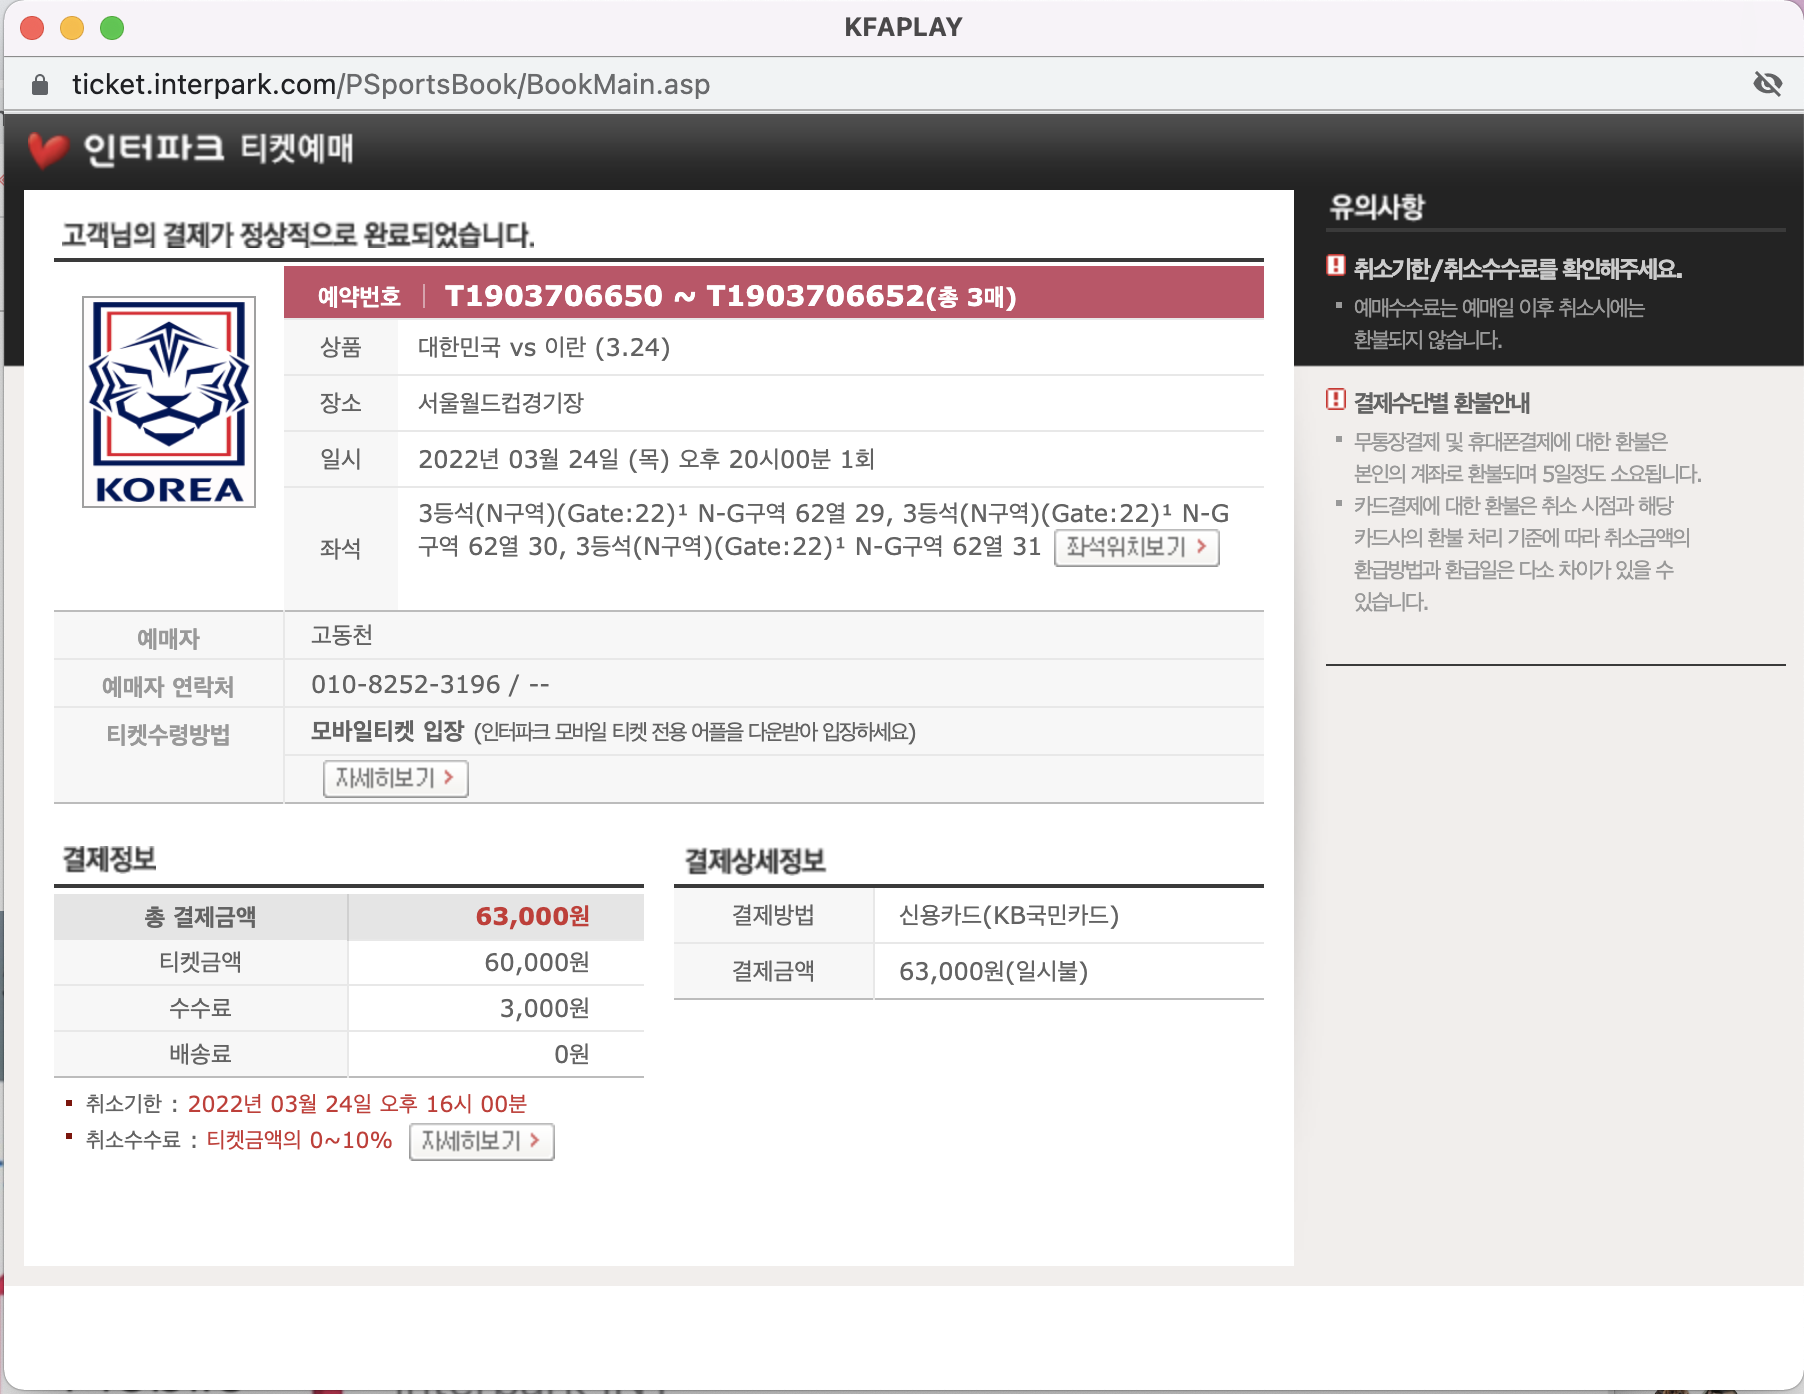 KFAPLAY
ticket.interpark.com/PSportsBook/BookMain.asp
인터파크 티켓예매
고객님의 결제가 정상적으로 완료되었습니다.
KOREA
예약번호 | T1903706650 ~ T1903706652(총 3매)
상품 대한민국 vs 이란 (3.24)
장소 서울월드컵경기장
일시 2022년 03월 24일 (목) 오후 20시00분 1회
좌석 3등석(N구역)(Gate:22)¹ N-G구역 62열 29, 3등석(N구역)(Gate:22)¹ N-G
구역 62열 30, 3등석(N구역)(Gate:22)¹ N-G구역 62열 31 좌석위치보기
예매자 고동천
예매자 연락처 010-8252-3196 / --
티켓수령방법 모바일티켓 입장 (인터파크 모바일 티켓 전용 어플을 다운받아 입장하세요)
자세히보기
결제정보
총 결제금액 63,000원
티켓금액 60,000원
수수료 3,000원
배송료 0원
취소기한 : 2022년 03월 24일 오후 16시 00분
취소수수료 : 티켓금액의 0~10% 자세히보기
결제상세정보
결제방법 신용카드(KB국민카드)
결제금액 63,000원(일시불)
유의사항
취소기한/취소수수료를 확인해주세요.
예매수수료는 예매일 이후 취소시에는
환불되지 않습니다.
결제수단별 환불안내
무통장결제 및 휴대폰결제에 대한 환불은
본인의 계좌로 환불되며 5일정도 소요됩니다.
카드결제에 대한 환불은 취소 시점과 해당
카드사의 환불 처리 기준에 따라 취소금액의
환급방법과 환급일은 다소 차이가 있을 수
있습니다.